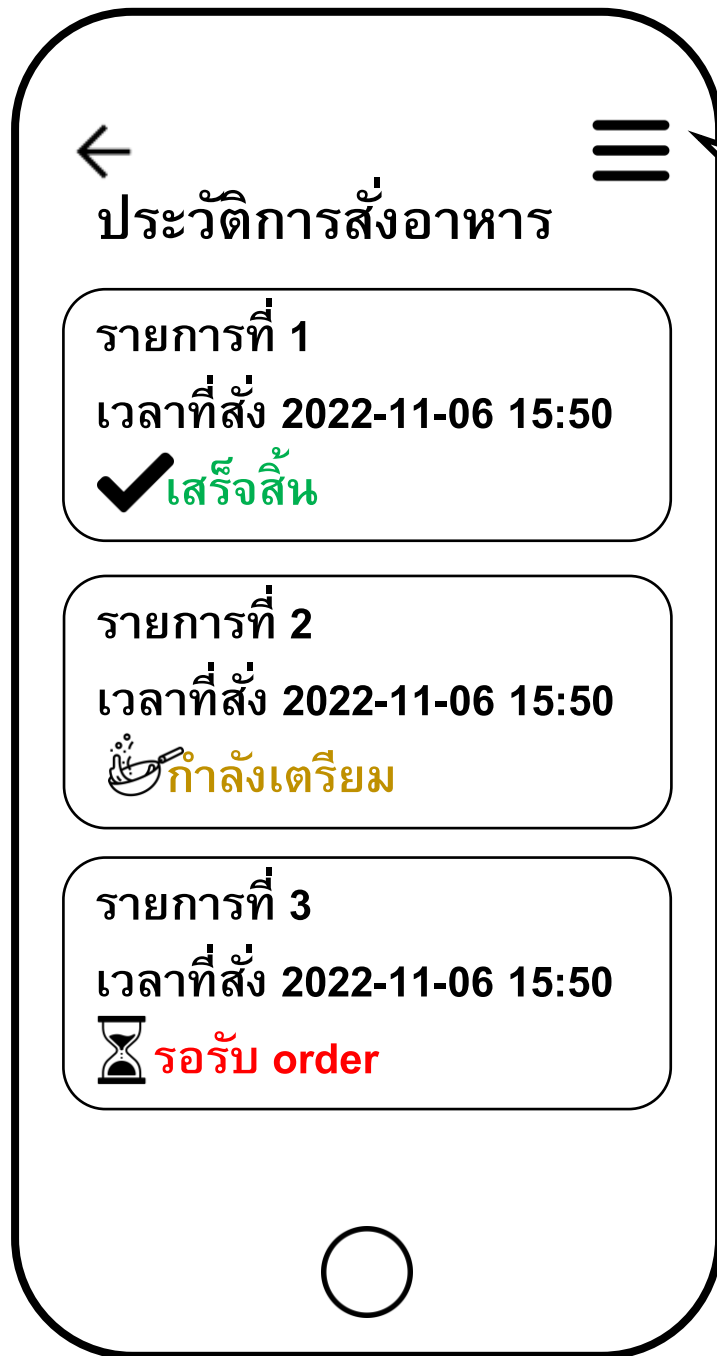 ประวัติการสั่งอาหาร
รายการที่ 1
เวลาที่สั่ง 2022-11-06 15:50
เสร็จสิ้น
รายการที่ 2
เวลาที่สั่ง 2022-11-06 15:50
กำลังเตรียม
รายการที่ 3
เวลาที่สั่ง 2022-11-06 15:50
รอรับ order